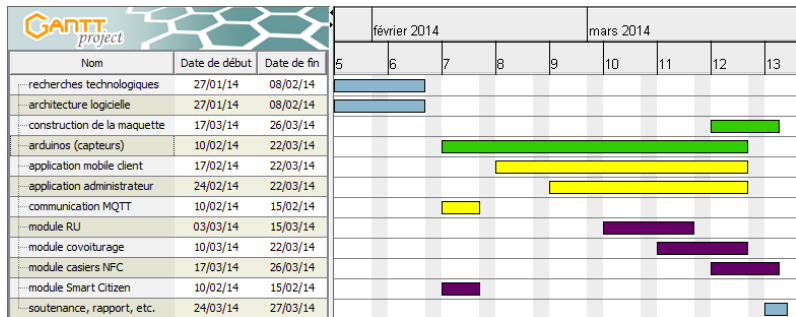 GANTT
project
février 2014
mars 2014
Nom Date de début Date de fin
5 6 7 8 9 10 11 12 13
recherches technologiques 27/01/14 08/02/14
architecture logicielle 27/01/14 08/02/14
construction de la maquette 17/03/14 26/03/14
arduinos (capteurs) 10/02/14 22/03/14
application mobile client 17/02/14 22/03/14
application administrateur 24/02/14 22/03/14
communication MQTT 10/02/14 15/02/14
module RU 03/03/14 15/03/14
module covoiturage 10/03/14 22/03/14
module casiers NFC 17/03/14 26/03/14
module Smart Citizen 10/02/14 15/02/14
soutenance, rapport, etc. 24/03/14 27/03/14